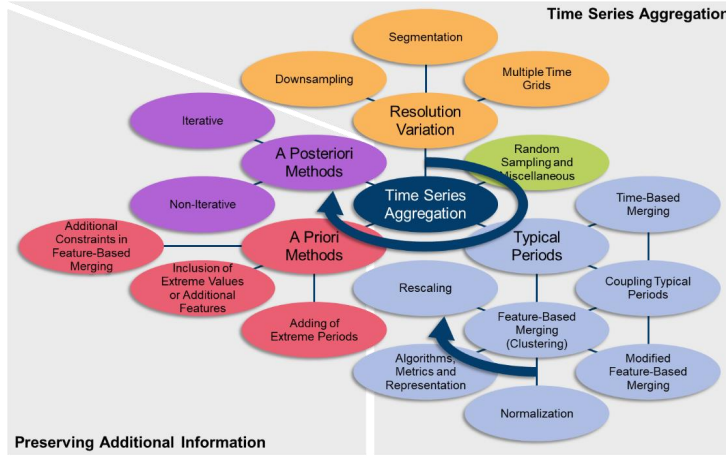 Time Series Aggregation
Segmentation
Downsampling
Multiple Time
Grids
Resolution
Variation
Iterative
A Posteriori
Methods
Random
Sampling and
Miscellaneous
Non-Iterative
Time Series
Aggregation
Time-Based
Merging
Additional
Constraints in
Feature-Based
Merging
A Priori
Methods
Typical
Periods
Inclusion of
Extreme Values
or Additional
Features
Rescaling
Coupling Typical
Periods
Adding of
Extreme Periods
Feature-Based
Merging
(Clustering)
Algorithms,
Metrics and
Representation
Modified
Feature-Based
Merging
Normalization
Preserving Additional Information